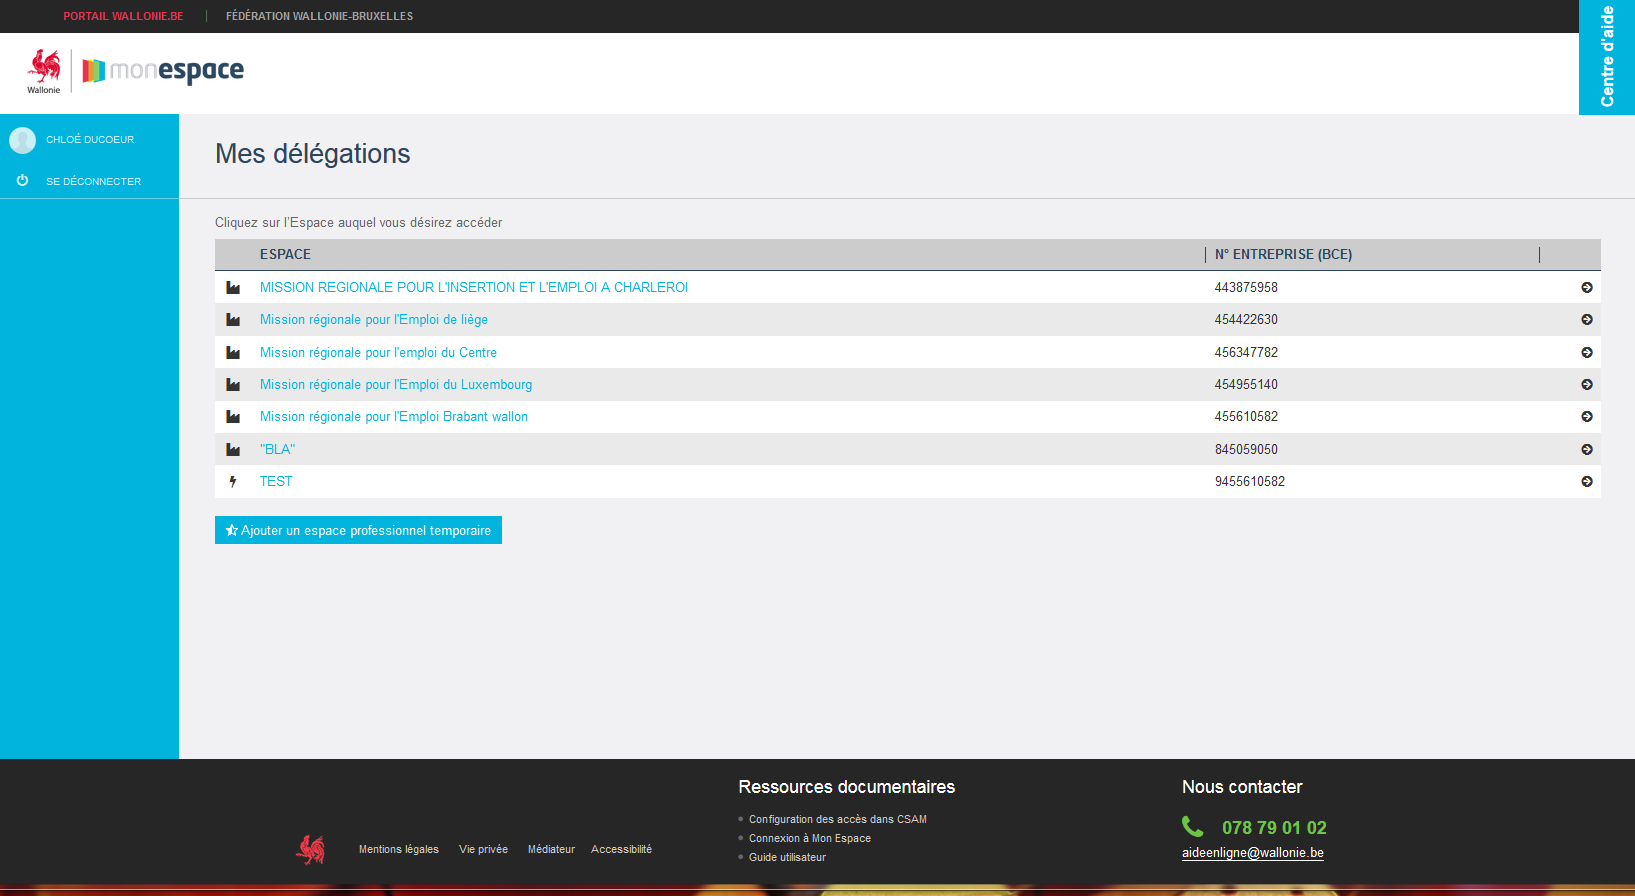 PORTAIL WALLONIE.BE | FÉDÉRATION WALLONIE-BRUXELLES
Centre d'aide
Wallonie
monespace
CHLOÉ DUCOEUR
SE DÉCONNECTER
Mes délégations
Cliquez sur l'Espace auquel vous désirez accéder
ESPACE | N° ENTREPRISE (BCE) |
MISSION REGIONALE POUR L'INSERTION ET L'EMPLOI A CHARLEROI 443875958
Mission régionale pour l'Emploi de liège 454422630
Mission régionale pour l'emploi du Centre 456347782
Mission régionale pour l'Emploi du Luxembourg 454955140
Mission régionale pour l'Emploi Brabant wallon 455610582
"BLA" 845059050
TEST 9455610582
Ajouter un espace professionnel temporaire
Mentions légales Vie privée Médiateur Accessibilité
Ressources documentaires
Configuration des accès dans CSAM
Connexion à Mon Espace
Guide utilisateur
Nous contacter
078 79 01 02
aideenligne@wallonie.be